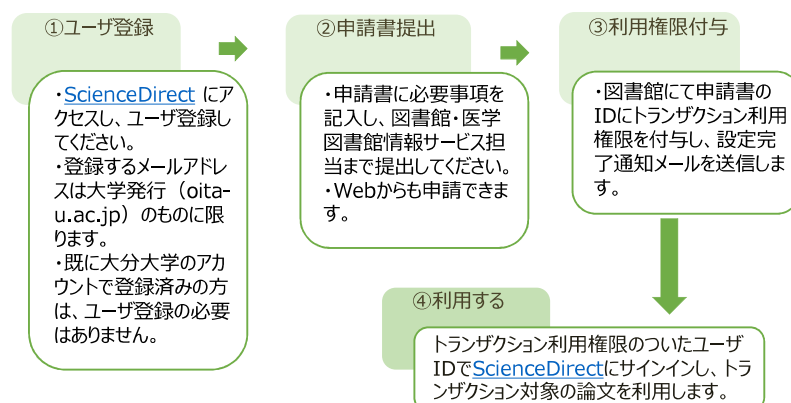 ①ユーザ登録
・ScienceDirect にア
クセスし、ユーザ登録し
てください。
・登録するメールアドレ
スは大学発行（oita-
u.ac.jp）のものに限
ります。
・既に大分大学のアカ
ウントで登録済みの方
は、ユーザ登録の必要
はありません。
②申請書提出
・申請書に必要事項を
記入し、図書館・医学
図書館情報サービス担
当まで提出してください。
・Webからも申請できま
す。
③利用権限付与
・図書館にて申請書の
IDにトランザクション利用
権限を付与し、設定完
了通知メールを送信しま
す。
④利用する
トランザクション利用権限のついたユーザ
IDでScienceDirectにサインインし、トラ
ンザクション対象の論文を利用します。